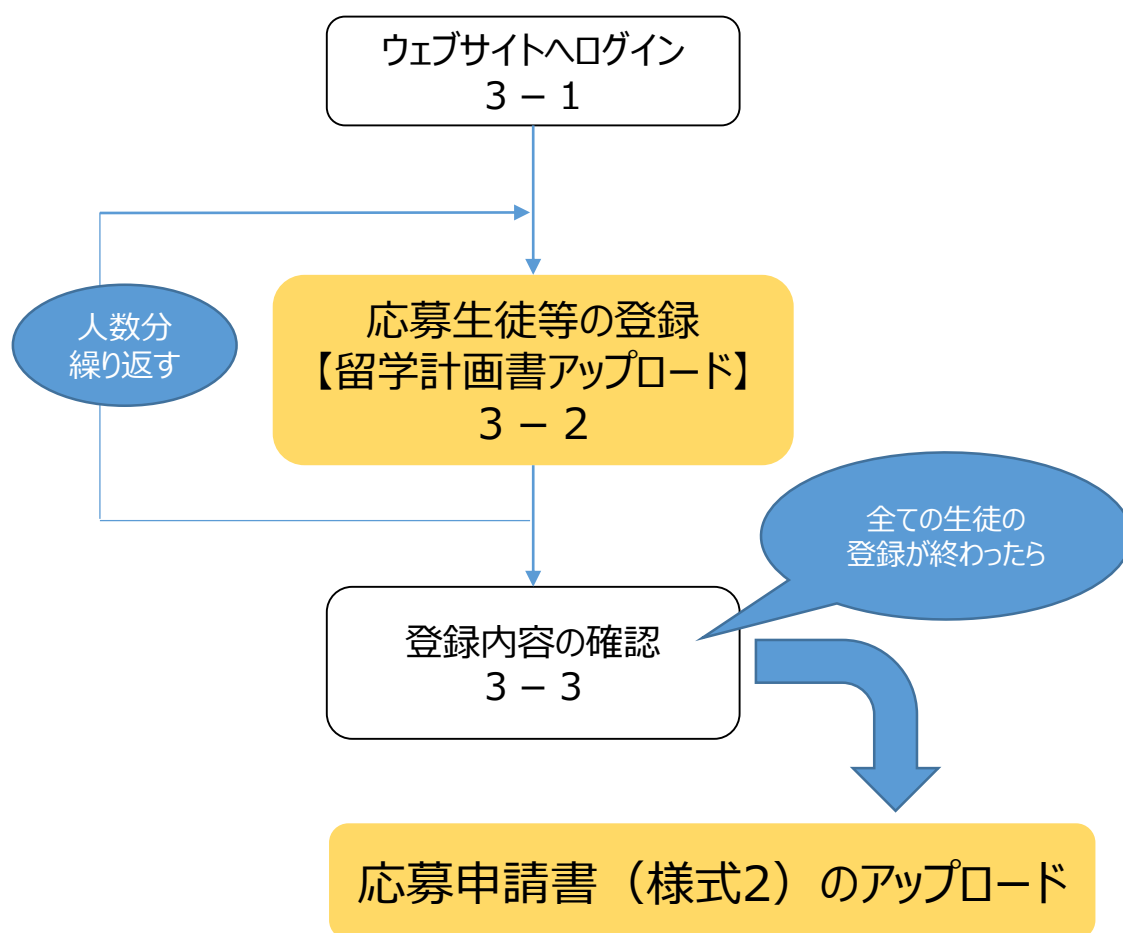 ウェブサイトへログイン
3－1
人数分
繰り返す
応募生徒等の登録
【留学計画書アップロード】
3－2
全ての生徒の
登録が終わったら
登録内容の確認
3－3
応募申請書（様式2）のアップロード